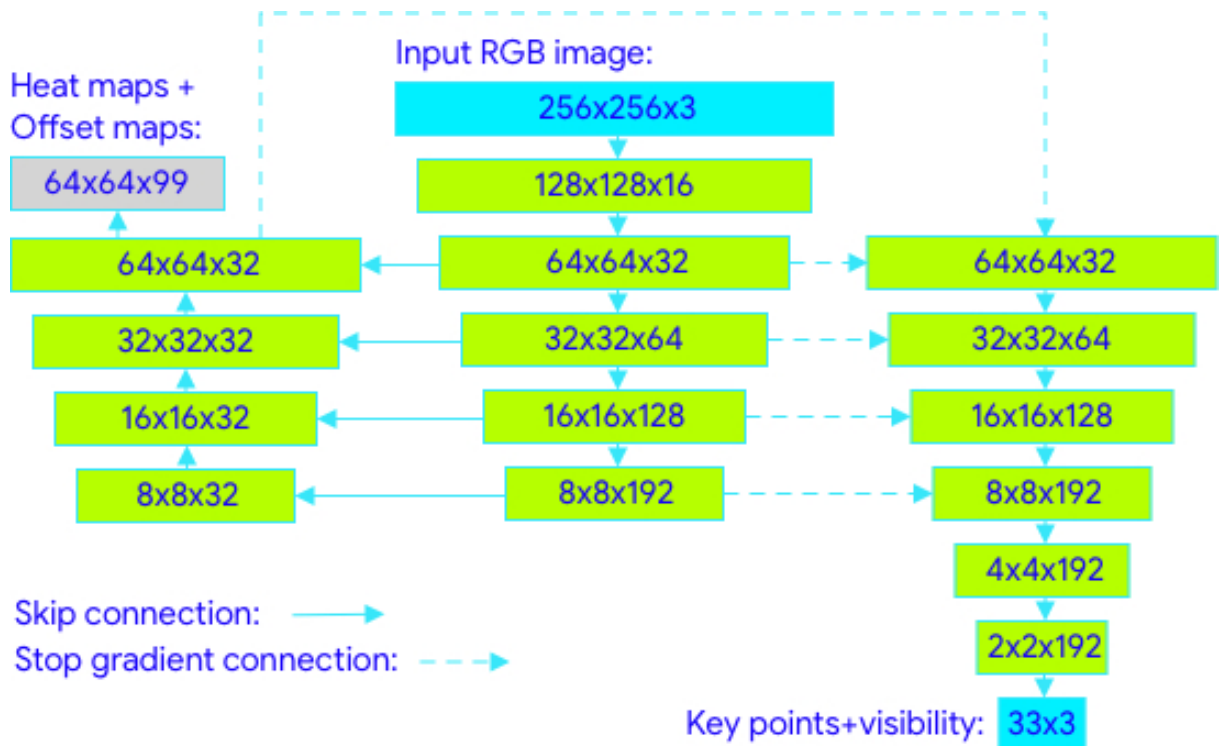 Input RGB image:
Heat maps +
Offset maps:
256x256x3
64x64x99
128x128x16
64x64x32
64x64x32
64x64x32
32x32x32
32x32x64
32x32x64
16x16x32
16x16x128
16x16x128
8x8x32
8x8x192
8x8x192
4x4x192
Skip connection:
Stop gradient connection:
2x2x192
Key points+visibility:
33x3